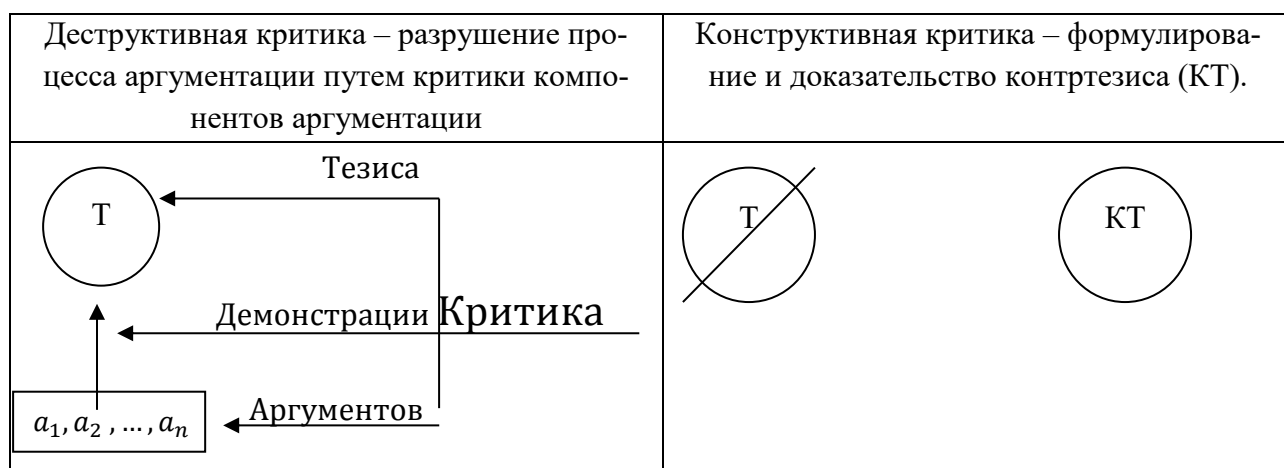 Деструктивная критика – разрушение про-
цесса аргументации путем критики компо-
нентов аргументации
Конструктивная критика – формулирова-
ние и доказательство контртезиса (КТ).
Тезиса
Т
Демонстрации Критика
Аргументов
a₁, a₂ , … , aₙ
Т
КТ